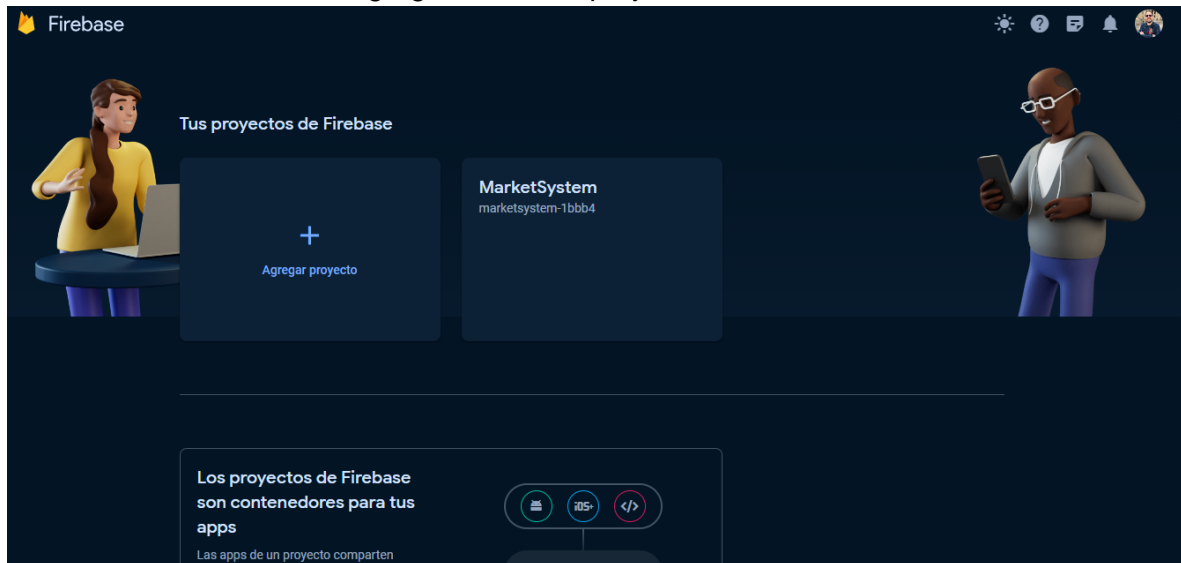 Firebase
Tus proyectos de Firebase
+
Agregar proyecto
MarketSystem
marketsystem-1bbb4
Los proyectos de Firebase
son contenedores para tus
apps
iOS+
</>
Las apps de un proyecto comparten